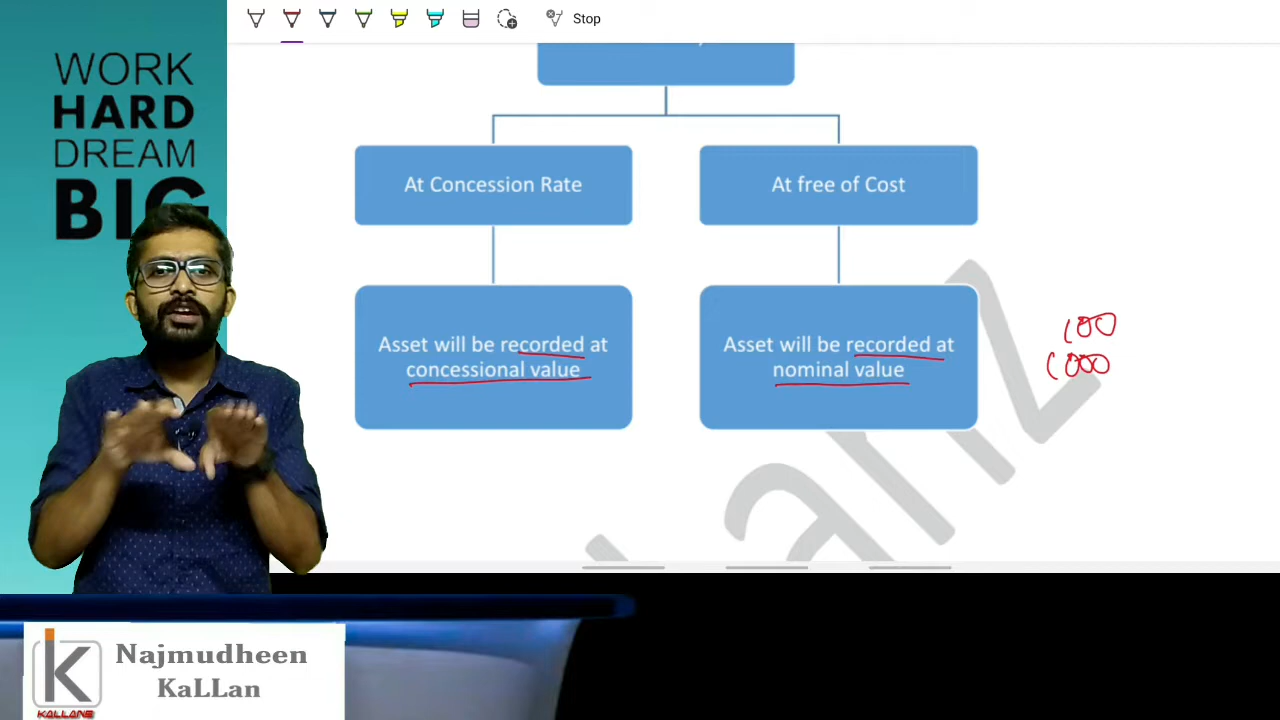 Stop
WORK
HARD
DREAM
BIG
At Concession Rate
At free of Cost
Asset will be recorded at
concessional value
Asset will be recorded at
nominal value
100
1000
Najmudheen
KaLLan
K
KALLANS